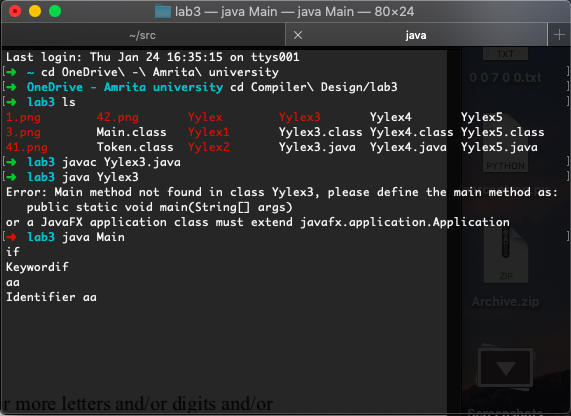 lab3 — java Main — java Main — 80×24
~/src
java
Last login: Thu Jan 24 16:35:15 on ttys001
[➜  ~ cd OneDrive\ -\ Amrita\ university ]
[➜  OneDrive - Amrita university cd Compiler\ Design/lab3 ]
[➜  lab3 ls ]
1.png 42.png Yylex Yylex3 Yylex4 Yylex5
3.png Main.class Yylex1 Yylex3.class Yylex4.class Yylex5.class
41.png Token.class Yylex2 Yylex3.java Yylex4.java Yylex5.java
[➜  lab3 javac Yylex3.java ]
[➜  lab3 java Yylex3 ]
Error: Main method not found in class Yylex3, please define the main method as:
public static void main(String[] args)
or a JavaFX application class must extend javafx.application.Application
[➜  lab3 java Main ]
if
Keywordif
aa
Identifier aa
TXT
0 0 7 0 0.txt
PYTHON
ZIP
Archive.zip
Screenshots
r more letters and/or digits and/or